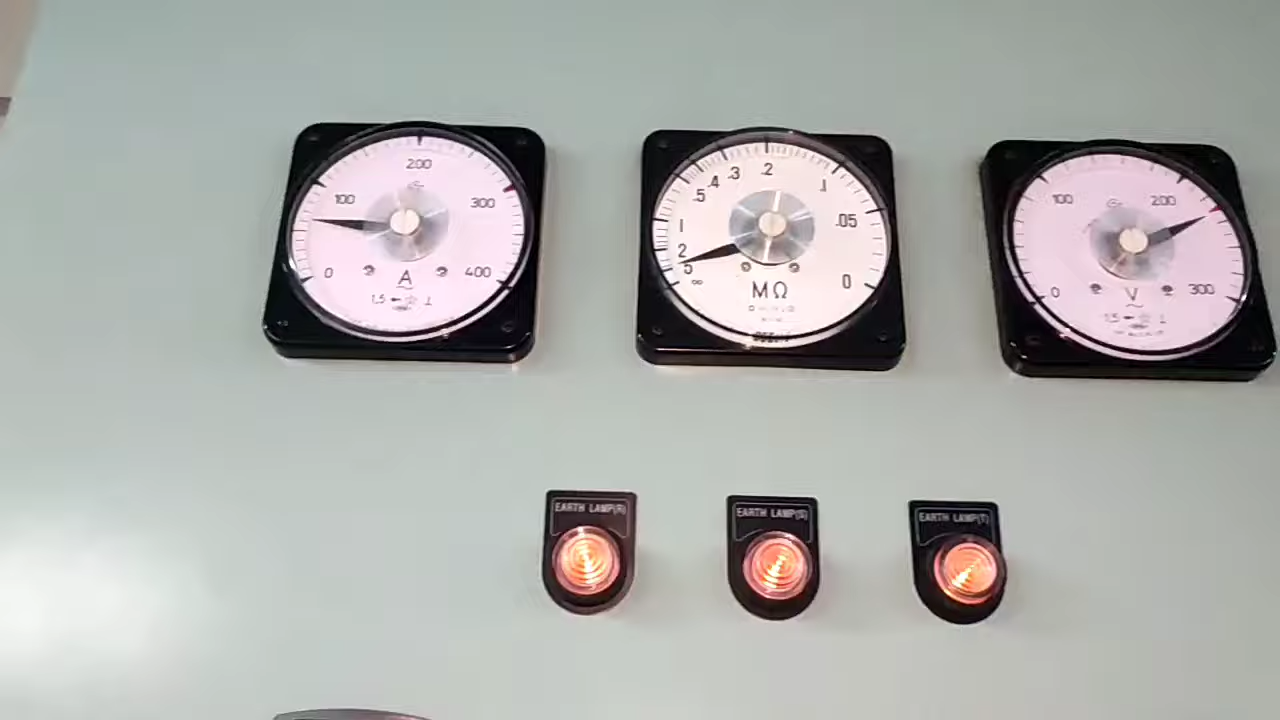 0 100 200 300 400
A
1.5
∞ 5 2 1 .5 .4 .3 .2 .1 .05 0
MΩ
0 100 200 300
V
1.5
EARTH LAMP(R)
EARTH LAMP(S)
EARTH LAMP(T)